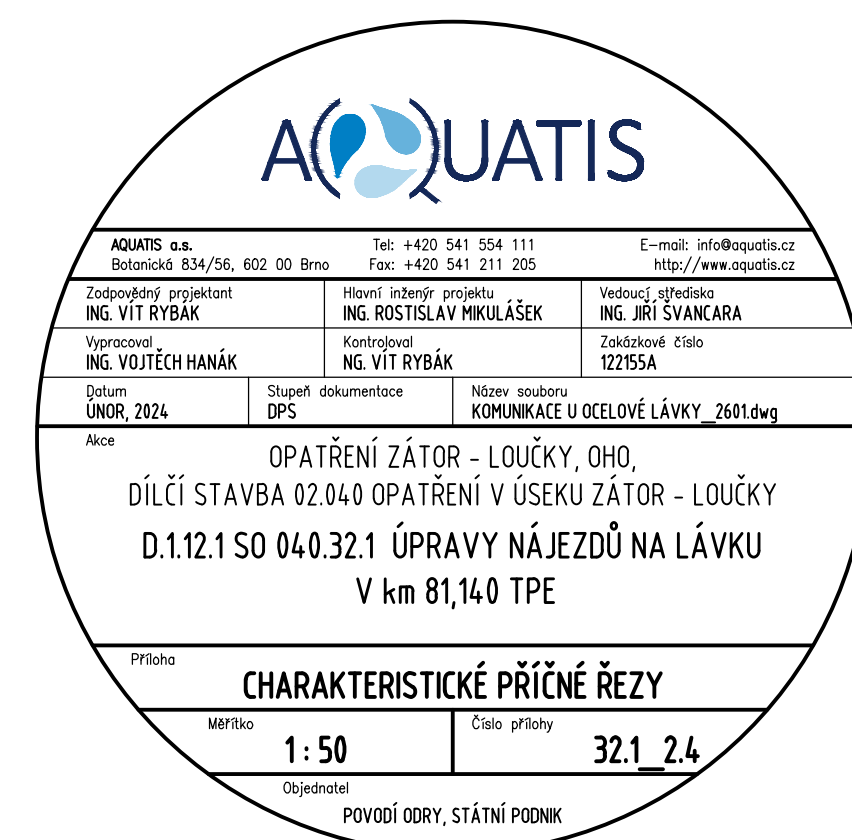 AQUATIS
AQUATIS a.s. Tel: +420 541 554 111 E-mail: info@aquatis.cz
Botanická 834/56, 602 00 Brno Fax: +420 541 211 205 http://www.aquatis.cz
Zodpovědný projektant Hlavní inženýr projektu Vedoucí střediska
ING. VÍT RYBÁK ING. ROSTISLAV MIKULÁŠEK ING. JIŘÍ ŠVANCARA
Vypracoval Kontroloval Zakázkové číslo
ING. VOJTĚCH HANÁK NG. VÍT RYBÁK 122155A
Datum Stupeň dokumentace Název souboru
ÚNOR, 2024 DPS KOMUNIKACE U OCELOVÉ LÁVKY_2601.dwg
Akce
OPATŘENÍ ZÁTOR - LOUČKY, OHO,
DÍLČÍ STAVBA 02.040 OPATŘENÍ V ÚSEKU ZÁTOR - LOUČKY
D.1.12.1 SO 040.32.1 ÚPRAVY NÁJEZDŮ NA LÁVKU
V km 81,140 TPE
Příloha
CHARAKTERISTICKÉ PŘÍČNÉ ŘEZY
Měřítko Číslo přílohy
1 : 50 32.1_2.4
Objednatel
POVODÍ ODRY, STÁTNÍ PODNIK